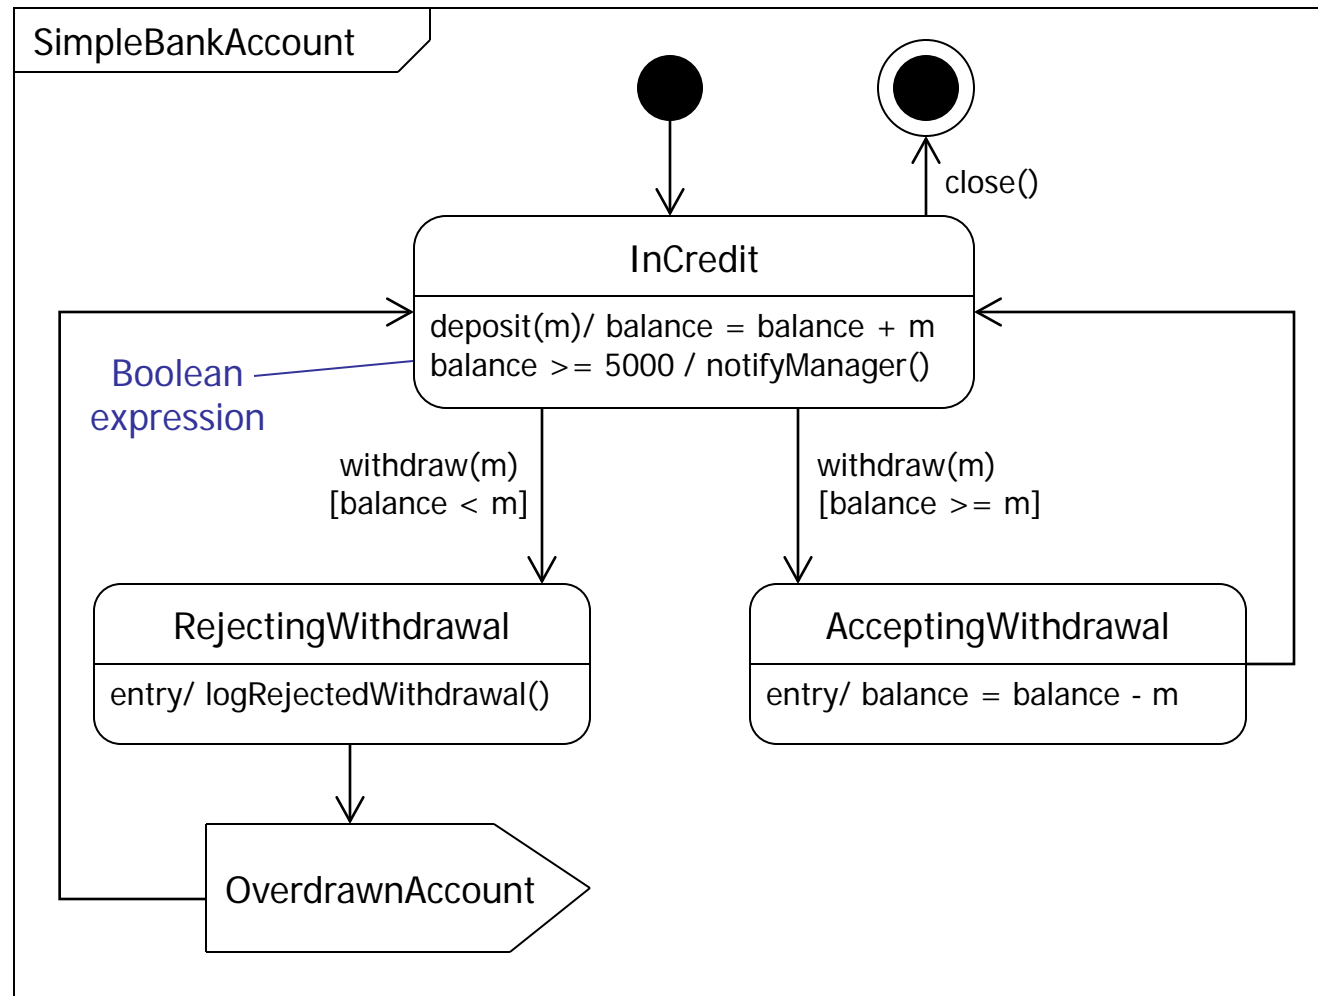 SimpleBankAccount
close()
InCredit
deposit(m)/ balance = balance + m
balance >= 5000 / notifyManager()
Boolean
expression
withdraw(m)
[balance < m]
withdraw(m)
[balance >= m]
RejectingWithdrawal
entry/ logRejectedWithdrawal()
AcceptingWithdrawal
entry/ balance = balance - m
OverdrawnAccount